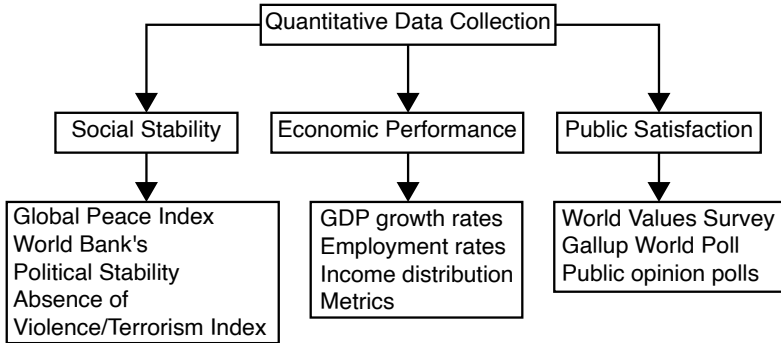 Quantitative Data Collection
Social Stability
Economic Performance
Public Satisfaction
Global Peace Index
World Bank's
Political Stability
Absence of
Violence/Terrorism Index
GDP growth rates
Employment rates
Income distribution
Metrics
World Values Survey
Gallup World Poll
Public opinion polls